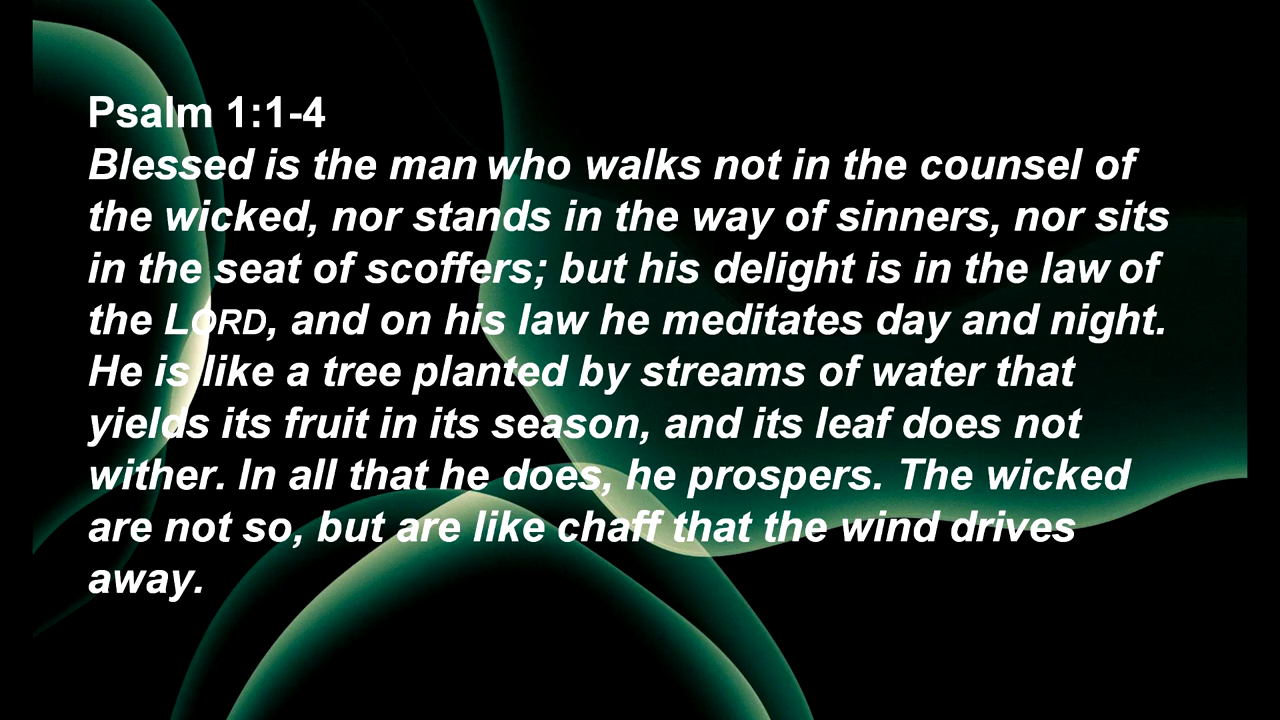 Psalm 1:1-4
Blessed is the man who walks not in the counsel of
the wicked, nor stands in the way of sinners, nor sits
in the seat of scoffers; but his delight is in the law of
the LORD, and on his law he meditates day and night.
He is like a tree planted by streams of water that
yields its fruit in its season, and its leaf does not
wither. In all that he does, he prospers. The wicked
are not so, but are like chaff that the wind drives
away.